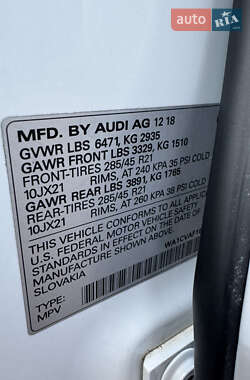 AUTO.RIA
MFD. BY AUDI AG 12 18
GVWR LBS 6471, KG 2935
GAWR FRONT LBS 3329, KG 1510
FRONT-TIRES 285/45 R21
10JX21 RIMS, AT 240 KPA 35 PSI COLD
GAWR REAR LBS 3891, KG 1765
REAR-TIRES 285/45 R21
10JX21 RIMS, AT 260 KPA 38 PSI COLD
THIS VEHICLE CONFORMS TO ALL APPLICABLE
U.S. FEDERAL MOTOR VEHICLE SAFETY
STANDARDS IN EFFECT ON THE DATE OF
MANUFACTURE SHOWN ABOVE
SLOVAKIA
TYPE:
MPV
WA1CVAF1